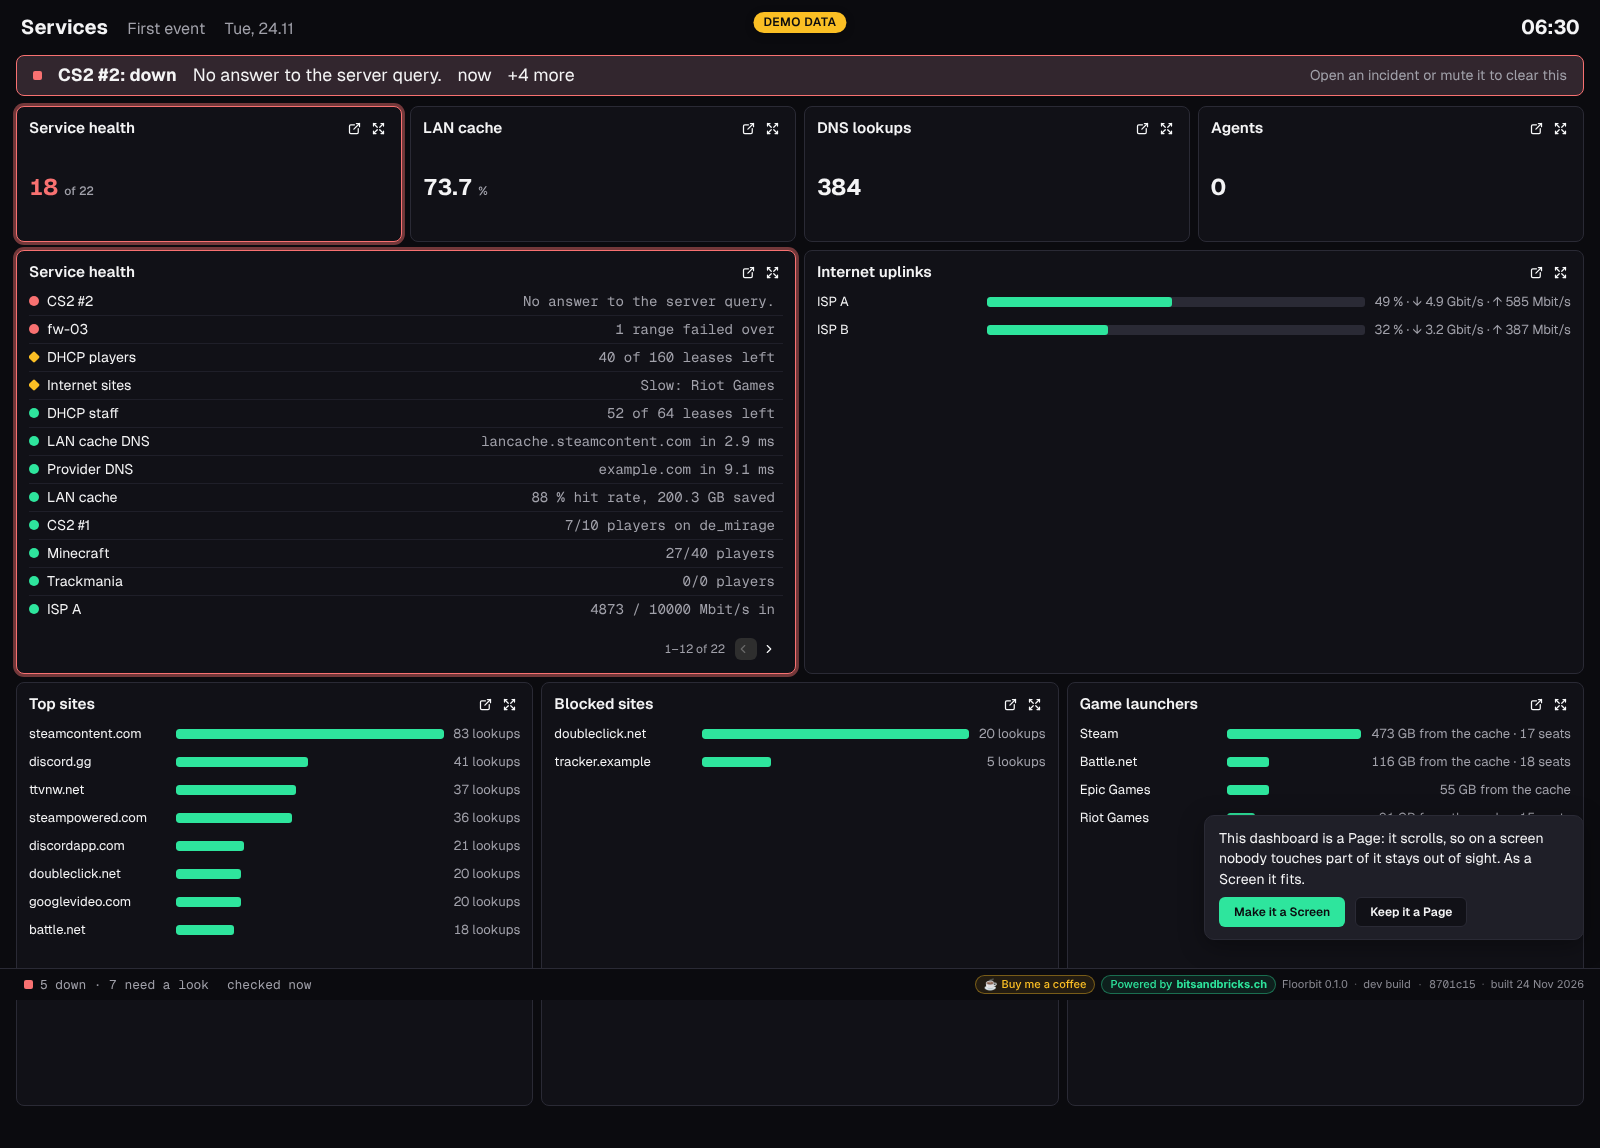 Services First event Tue, 24.11
DEMO DATA
06:30
CS2 #2: down No answer to the server query. now +4 more
Open an incident or mute it to clear this
Service health
18 of 22
LAN cache
73.7 %
DNS lookups
384
Agents
0
Service health
CS2 #2 No answer to the server query.
fw-03 1 range failed over
DHCP players 40 of 160 leases left
Internet sites Slow: Riot Games
DHCP staff 52 of 64 leases left
LAN cache DNS lancache.steamcontent.com in 2.9 ms
Provider DNS example.com in 9.1 ms
LAN cache 88 % hit rate, 200.3 GB saved
CS2 #1 7/10 players on de_mirage
Minecraft 27/40 players
Trackmania 0/0 players
ISP A 4873 / 10000 Mbit/s in
1–12 of 22
Internet uplinks
ISP A 49 % · ↓ 4.9 Gbit/s · ↑ 585 Mbit/s
ISP B 32 % · ↓ 3.2 Gbit/s · ↑ 387 Mbit/s
Top sites
steamcontent.com 83 lookups
discord.gg 41 lookups
ttvnw.net 37 lookups
steampowered.com 36 lookups
discordapp.com 21 lookups
doubleclick.net 20 lookups
googlevideo.com 20 lookups
battle.net 18 lookups
Blocked sites
doubleclick.net 20 lookups
tracker.example 5 lookups
Game launchers
Steam 473 GB from the cache · 17 seats
Battle.net 116 GB from the cache · 18 seats
Epic Games 55 GB from the cache
Riot Games
This dashboard is a Page: it scrolls, so on a screen
nobody touches part of it stays out of sight. As a
Screen it fits.
Make it a Screen
Keep it a Page
5 down · 7 need a look checked now
☕ Buy me a coffee
Powered by bitsandbricks.ch
Floorbit 0.1.0 · dev build · 8701c15 · built 24 Nov 2026